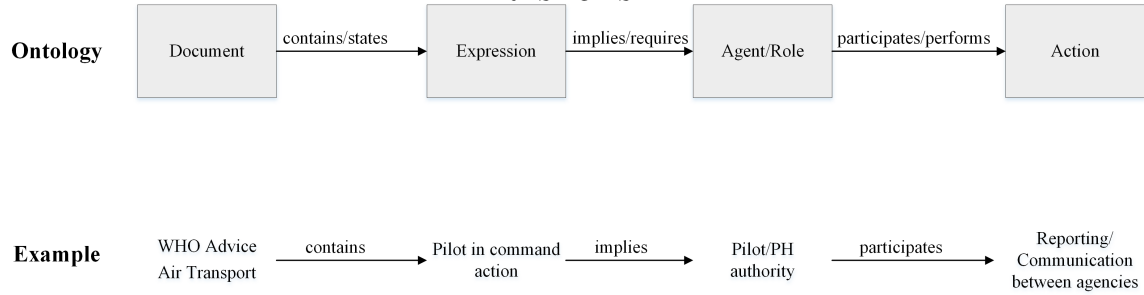 contains/states
implies/requires
participates/performs
Ontology
Document
Expression
Agent/Role
Action
contains
implies
participates
Example
WHO Advice
Air Transport
Pilot in command
action
Pilot/PH
authority
Reporting/
Communication
between agencies